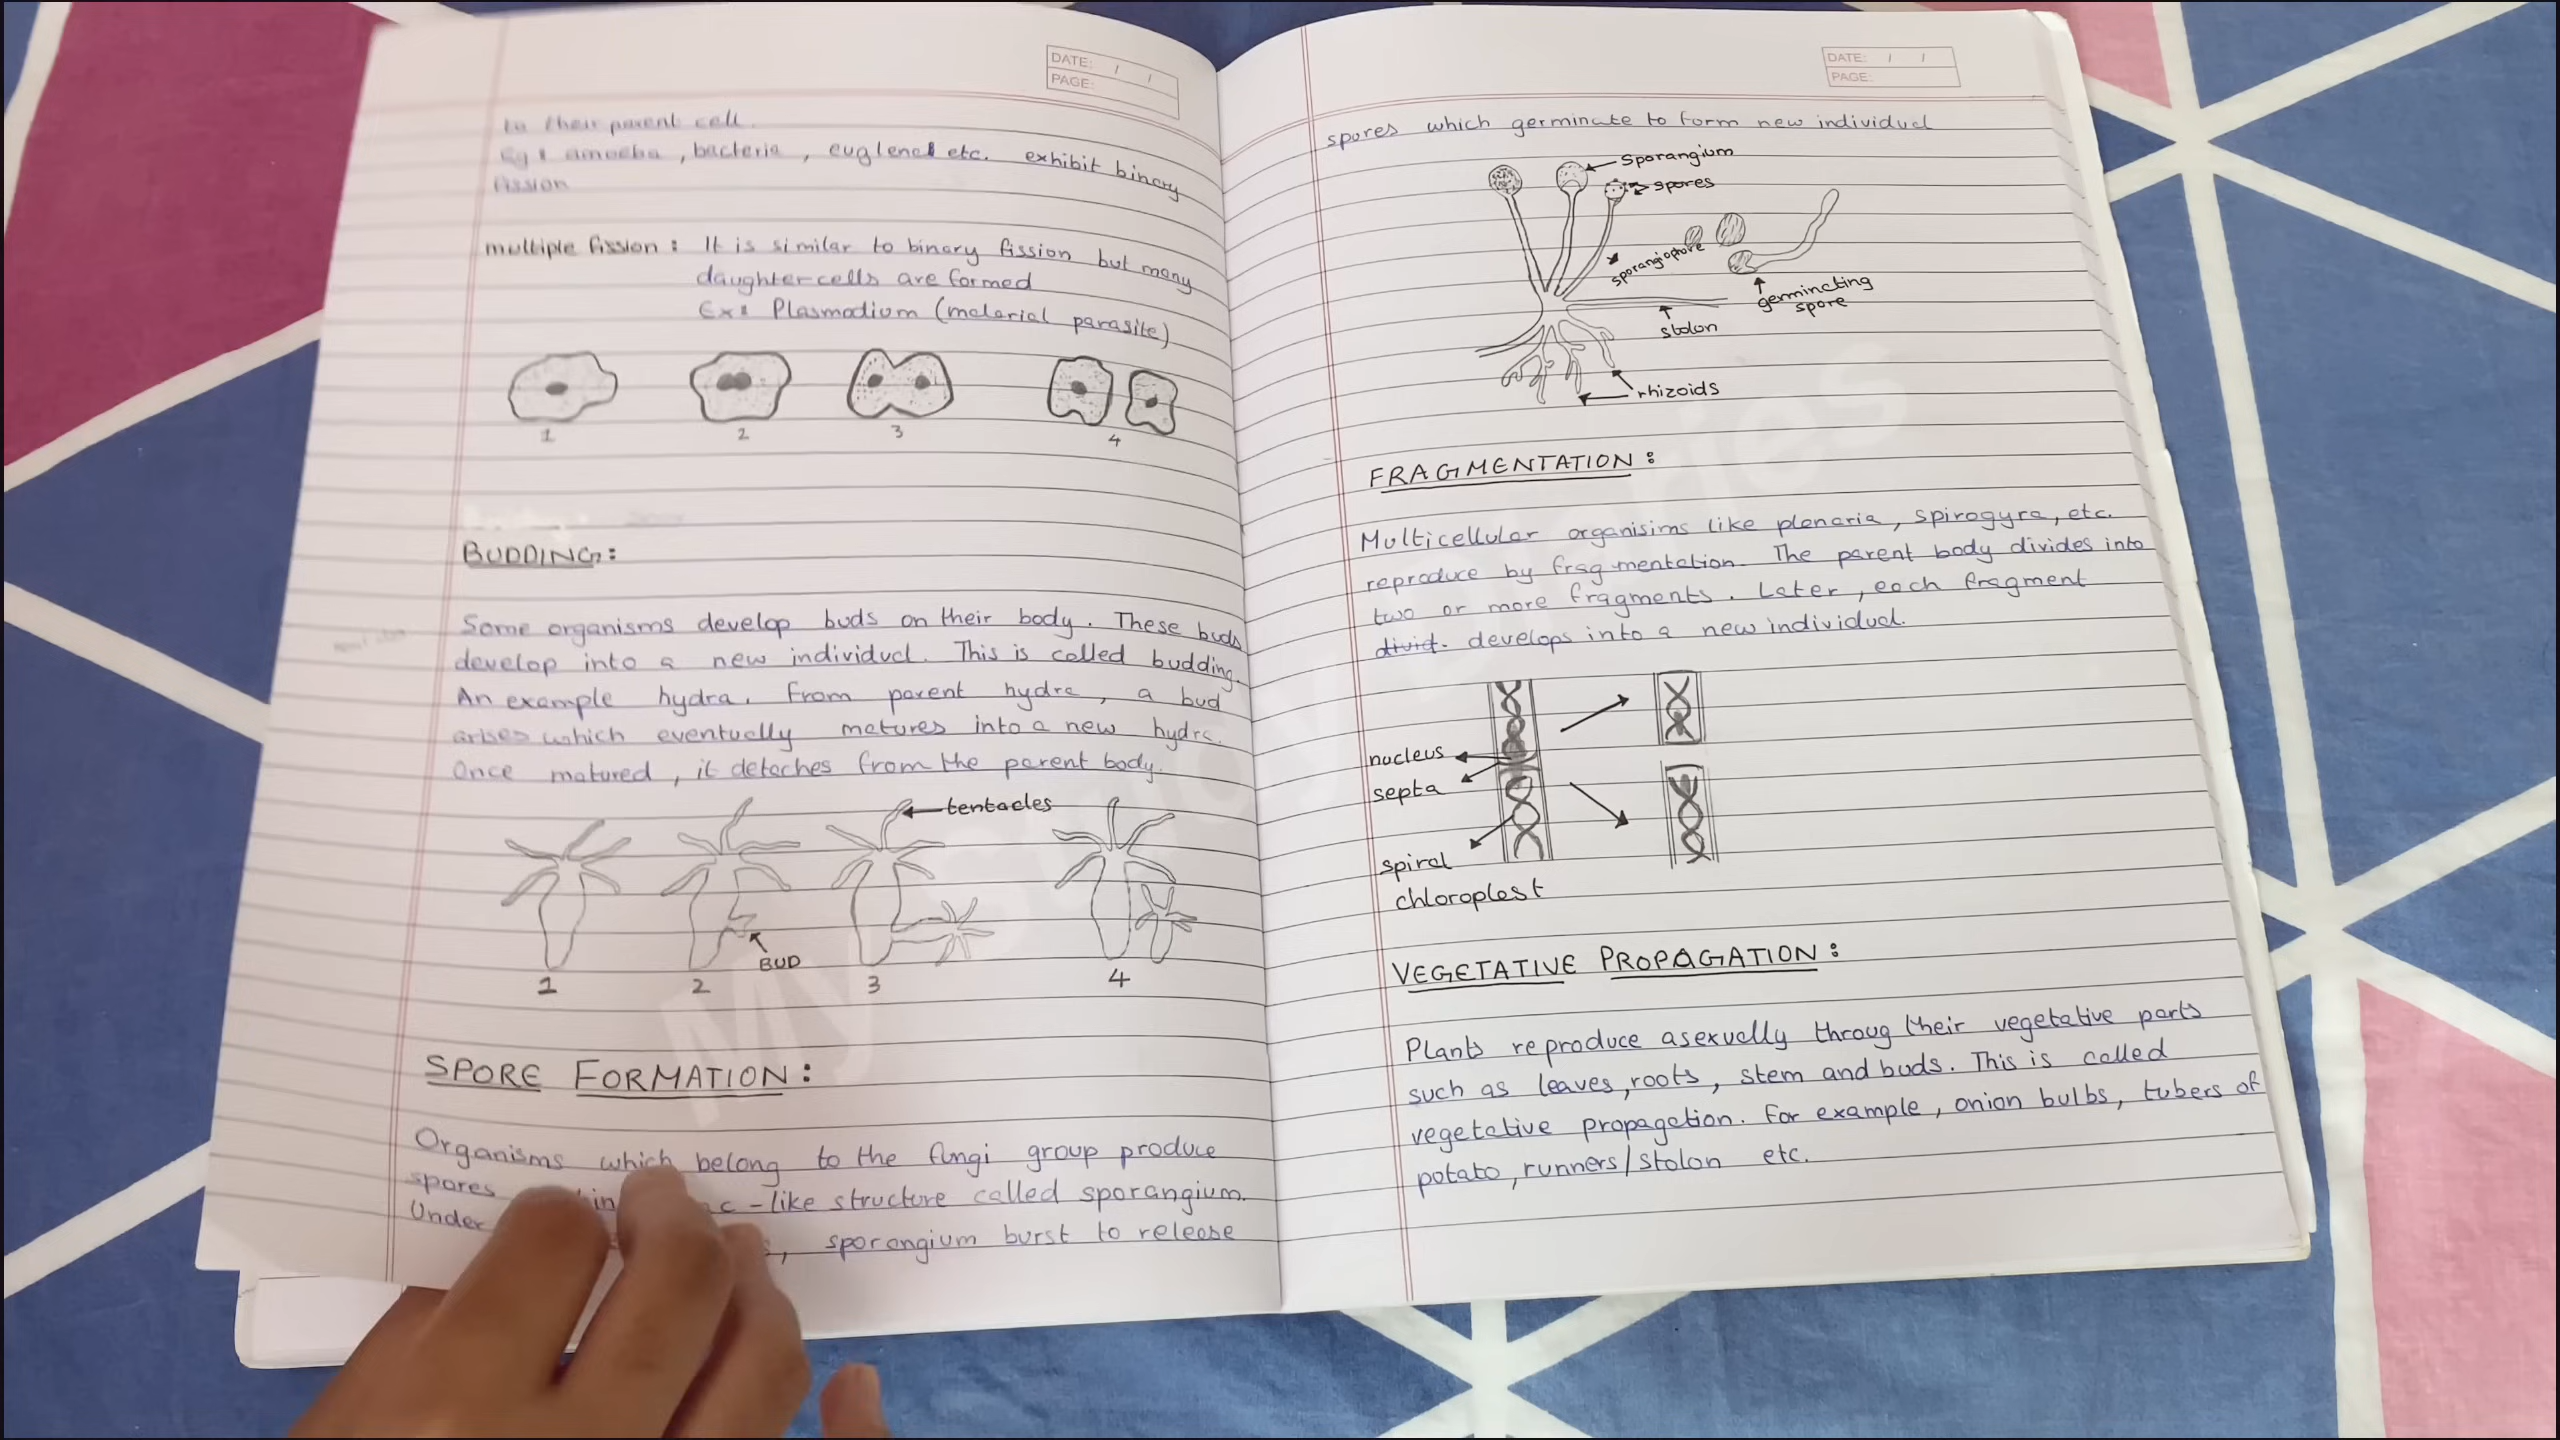 DATE: / /
PAGE:
to their parent cell.
Eg: amoeba, bacteria, euglena etc. exhibit binary
fission
multiple fission: It is similar to binary fission but many
daughter cells are formed
Ex: Plasmodium (malarial parasite)
1 2 3 4
BUDDING:
Some organisms develop buds on their body. These buds
develop into a new individual. This is called budding.
An example hydra. From parent hydra, a bud
arises which eventually matures into a new hydra.
Once matured, it detaches from the parent body.
tentacles
BUD
1 2 3 4
SPORE FORMATION:
Organisms which belong to the fungi group produce
spores in -like structure called sporangium.
Under , sporangium burst to release
DATE: / /
PAGE:
spores which germinate to form new individual
Sporangium
spores
sporangiophore
germinating
spore
stolon
rhizoids
FRAGMENTATION:
Multicellular organisims like planaria, spirogyra, etc.
reproduce by fragmentation. The parent body divides into
two or more fragments. Later, each fragment
divid. develops into a new individual.
nucleus
septa
spiral
chloroplast
VEGETATIVE PROPAGATION:
Plants reproduce asexually throug their vegetative parts
such as leaves, roots, stem and buds. This is called
vegetative propagation. For example, onion bulbs, tubers of
potato, runners/stolon etc.